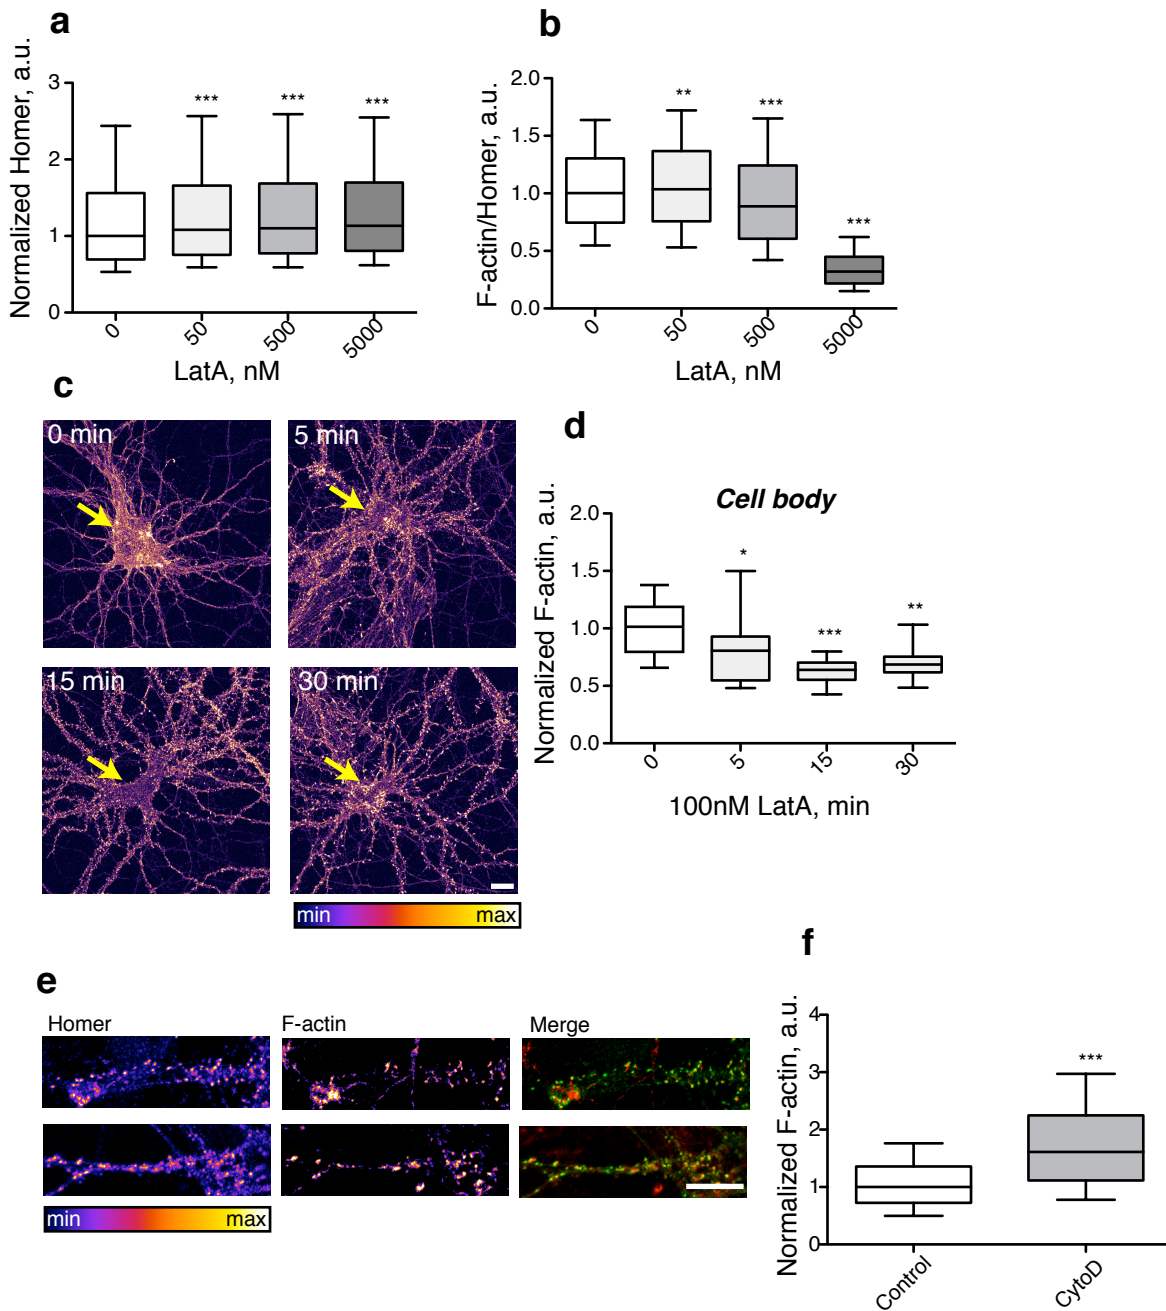 a
Normalized Homer, a.u.
3
2
1
0
***
***
***
0
50
500
5000
LatA, nM
b
F-actin/Homer, a.u.
2.0
1.5
1.0
0.5
0.0
**
***
***
0
50
500
5000
LatA, nM
c
0 min
5 min
15 min
30 min
min
max
d
Cell body
Normalized F-actin, a.u.
2.0
1.5
1.0
0.5
0.0
*
***
**
0
5
15
30
100nM LatA, min
e
Homer
F-actin
Merge
min
max
f
Normalized F-actin, a.u.
4
3
2
1
0
***
Control
CytoD